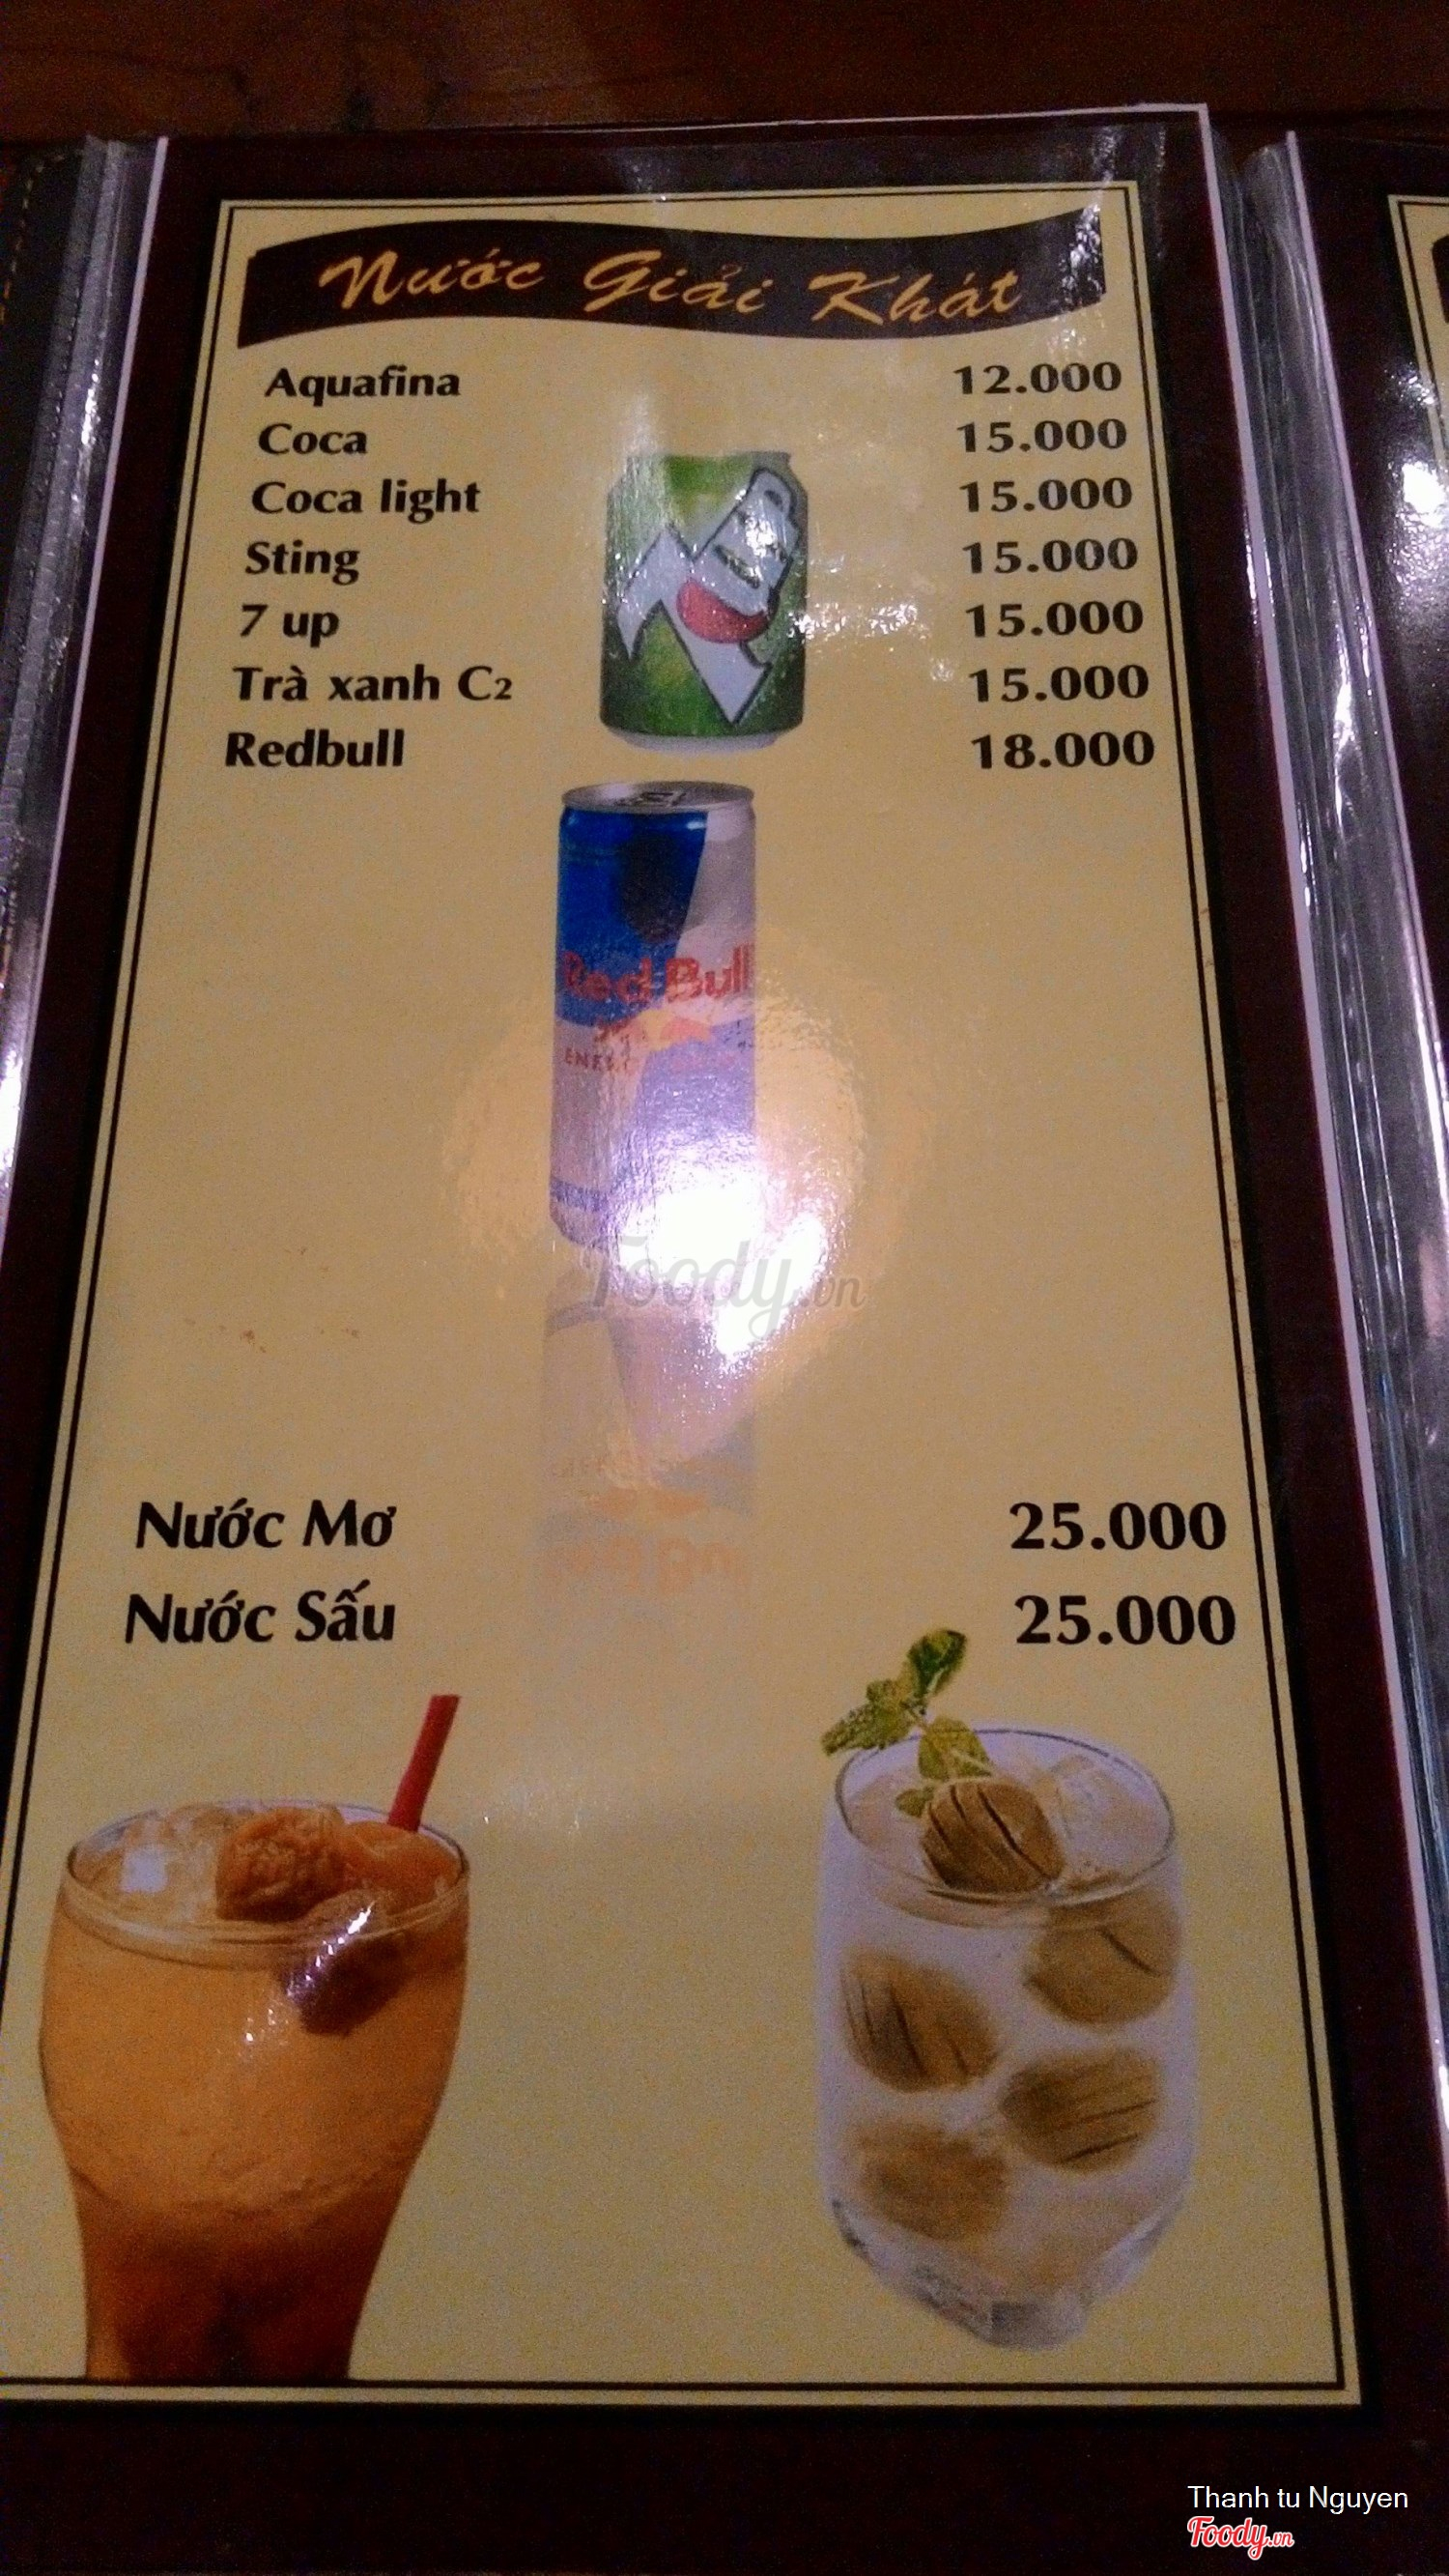 Nước Giải Khát
Aquafina 12.000
Coca 15.000
Coca light 15.000
Sting 15.000
7 up 15.000
Trà xanh C2 15.000
Redbull 18.000
Red Bull
Foody.vn
Nước Mơ 25.000
Nước Sấu 25.000
Thanh tu Nguyen
Foody.vn